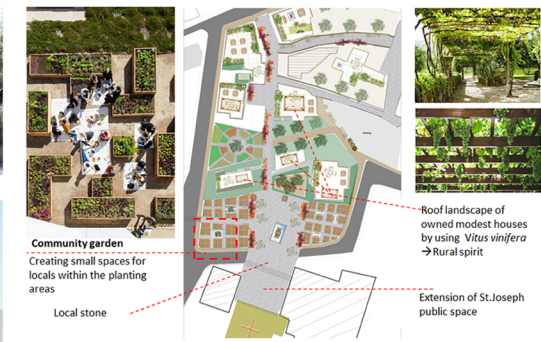 Community garden
Creating small spaces for
locals within the planting
areas
Local stone
Roof landscape of
owned modest houses
by using Vitus vinifera
→Rural spirit
Extension of St.Joseph
public space